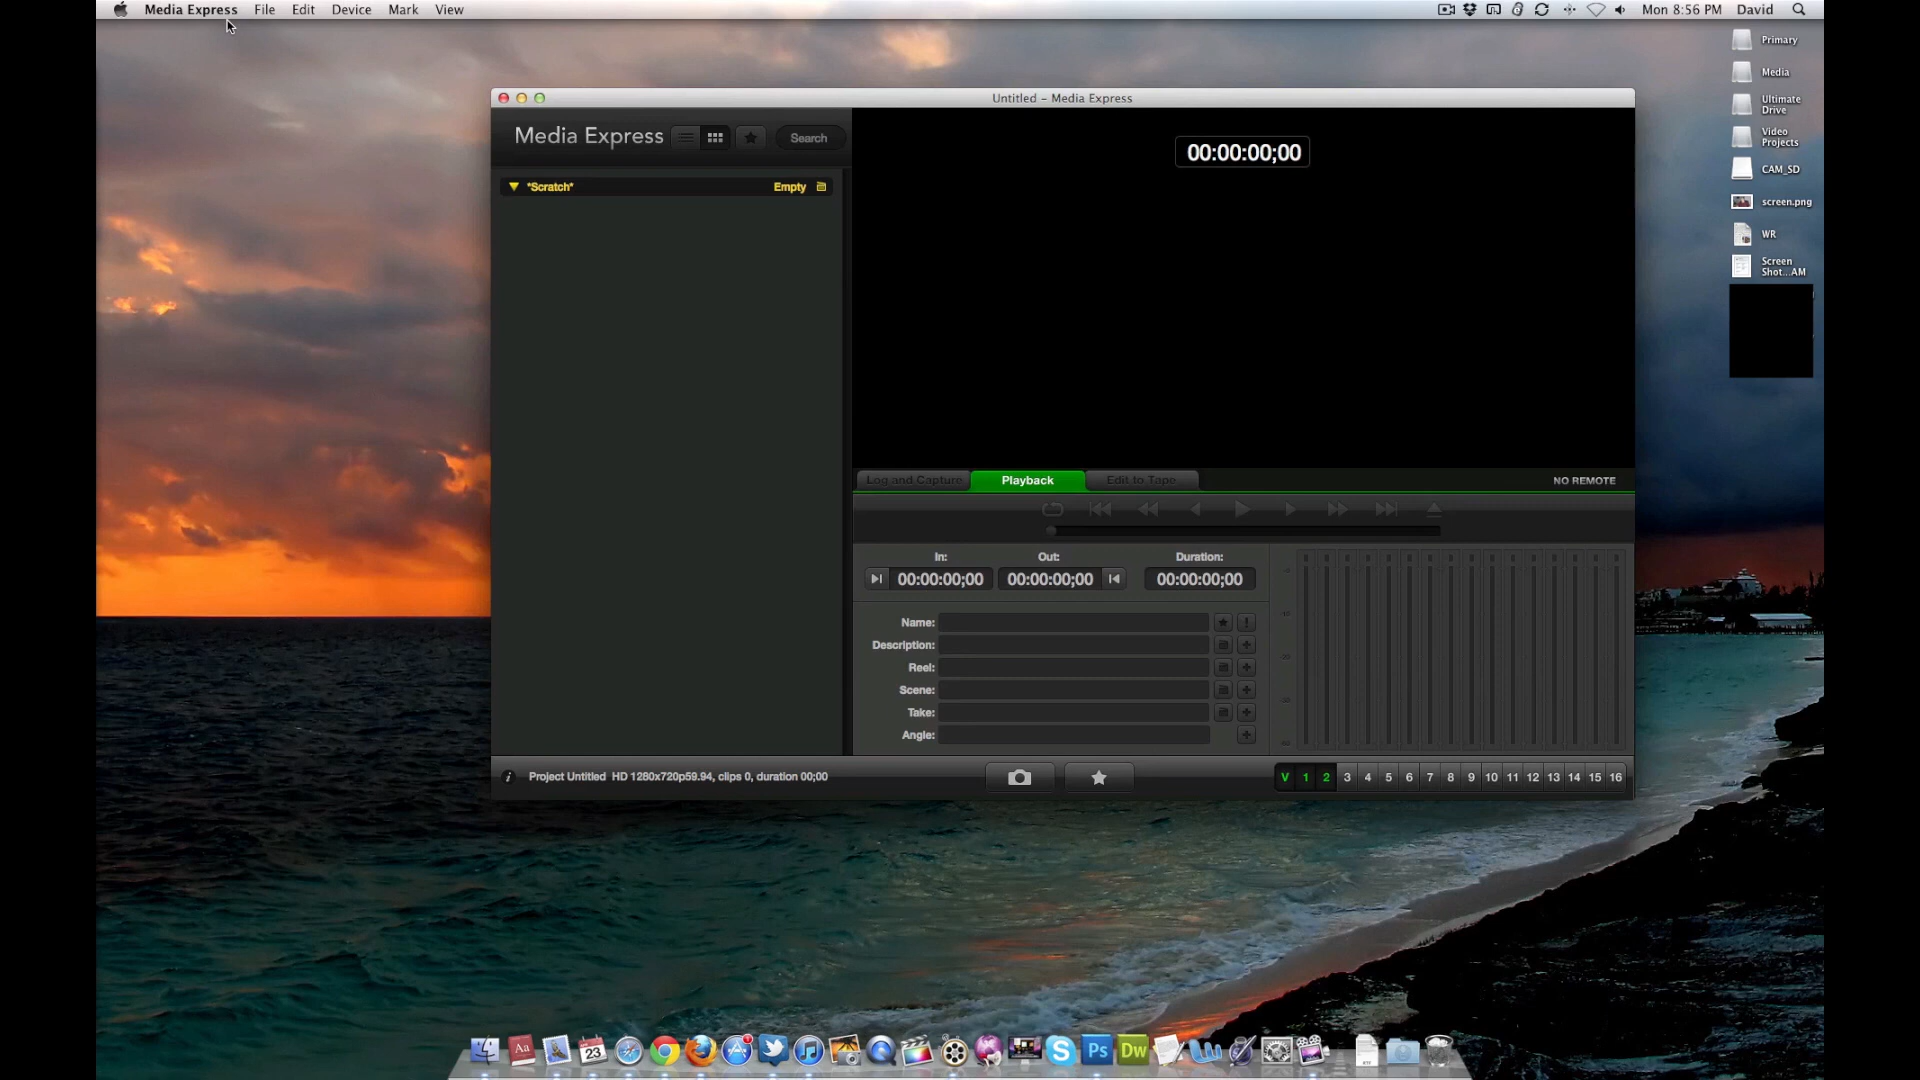 Media Express File Edit Device Mark View
Mon 8:56 PM David
Primary
Media
Ultimate
Drive
Video
Projects
CAM_SD
screen.png
WR
Screen
Shot...AM
Untitled – Media Express
Media Express
Search
00:00:00;00
*Scratch* Empty
Log and Capture Playback Edit to Tape NO REMOTE
In: Out: Duration:
00:00:00;00 00:00:00;00 00:00:00;00
Name:
Description:
Reel:
Scene:
Take:
Angle:
Project Untitled HD 1280x720p59.94, clips 0, duration 00;00
V 1 2 3 4 5 6 7 8 9 10 11 12 13 14 15 16
Aa 23 Ps Dw